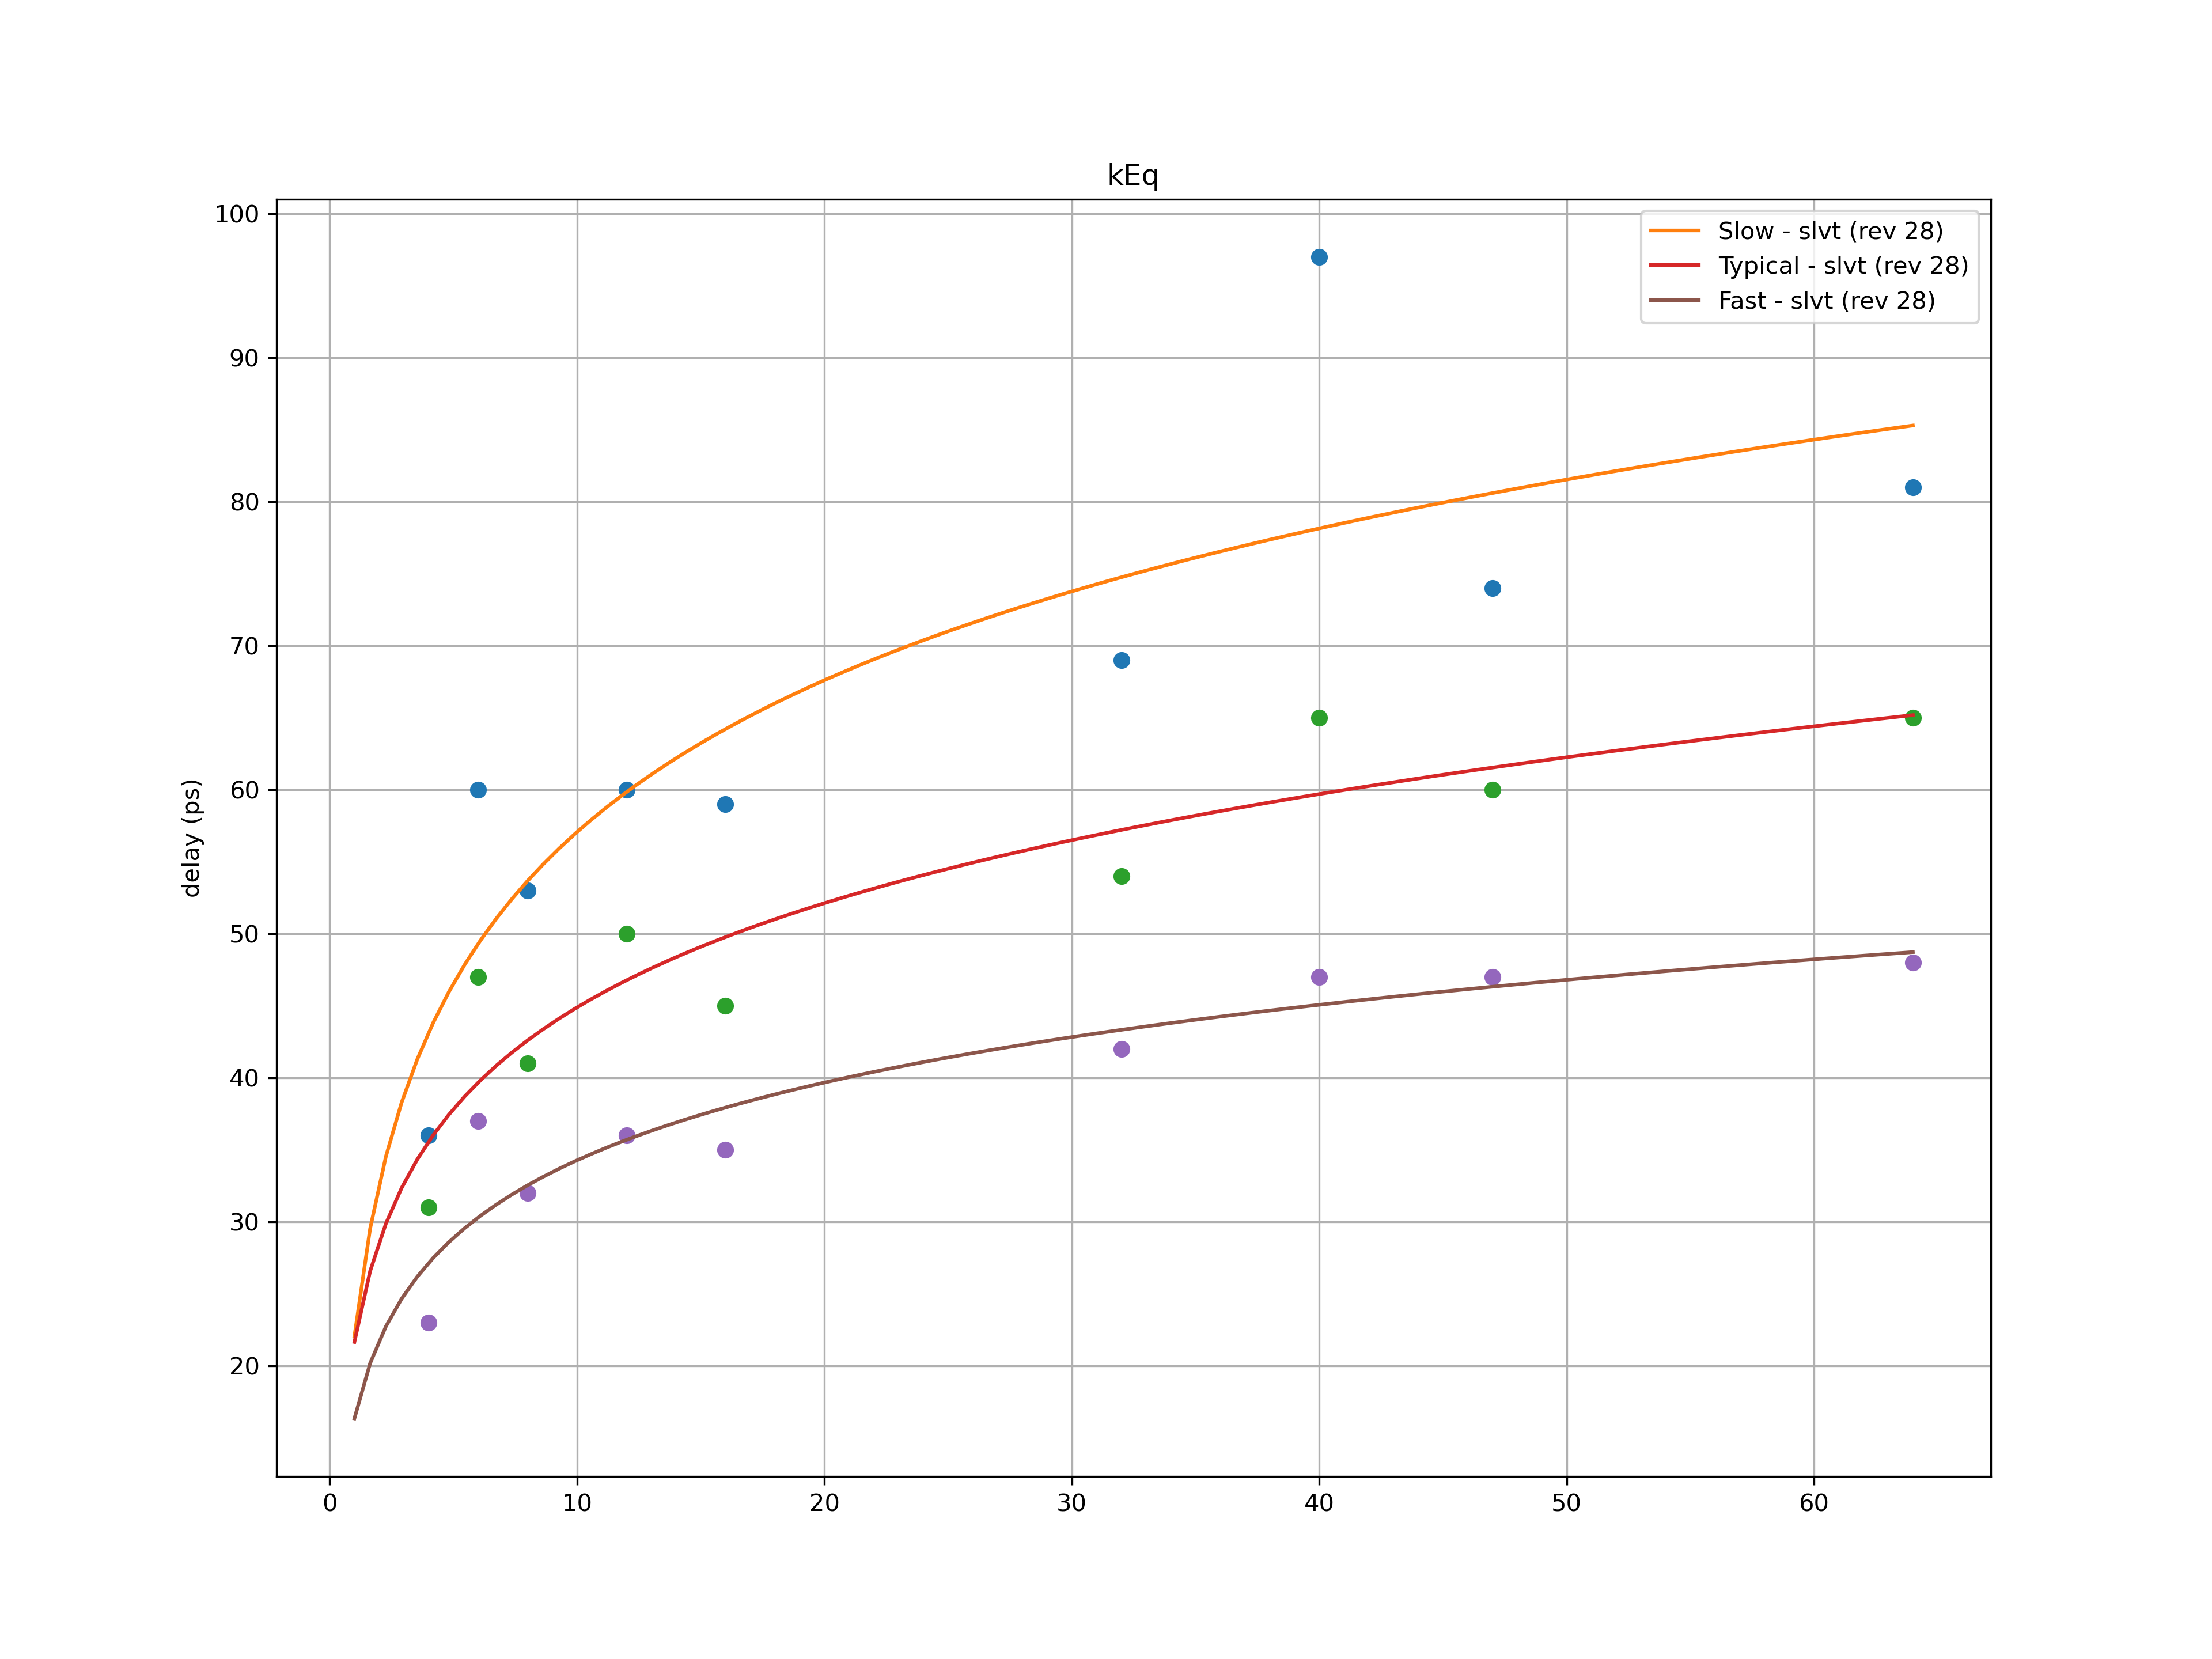 kEq
100
90
80
70
60
50
40
30
20
delay (ps)
Slow - slvt (rev 28)
Typical - slvt (rev 28)
Fast - slvt (rev 28)
0 10 20 30 40 50 60